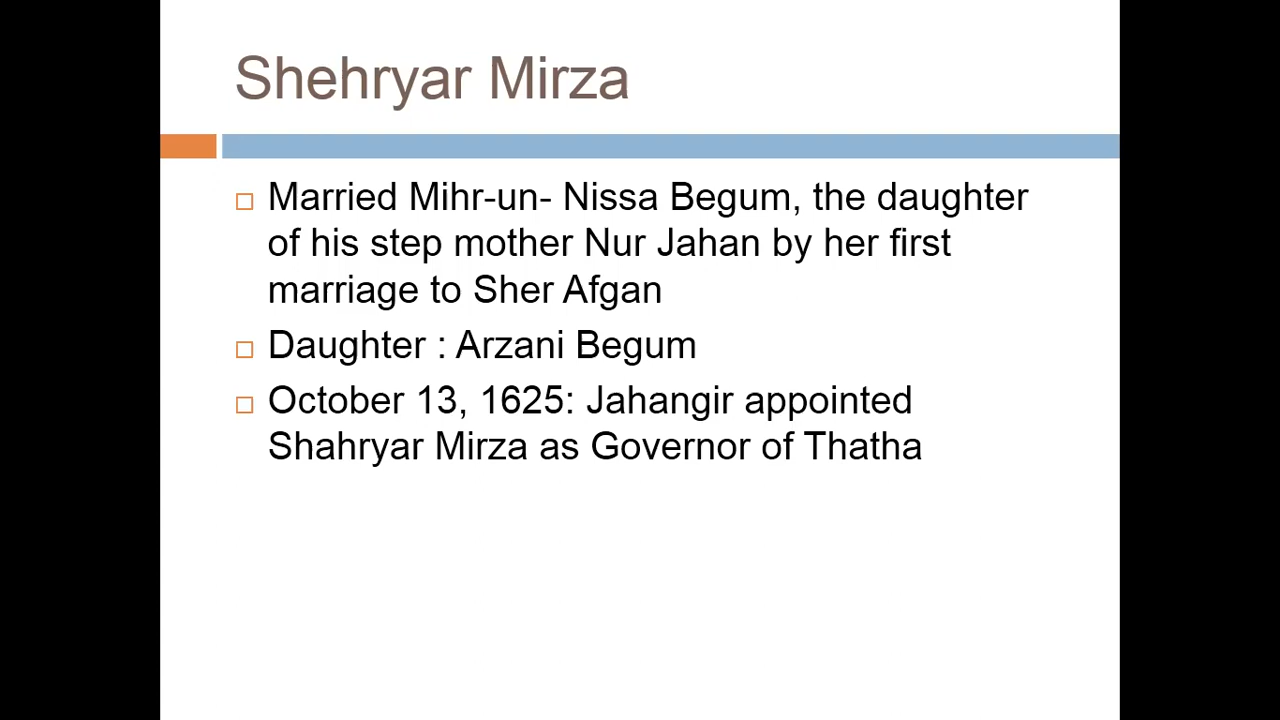 Shehryar Mirza
Married Mihr-un- Nissa Begum, the daughter
of his step mother Nur Jahan by her first
marriage to Sher Afgan
Daughter : Arzani Begum
October 13, 1625: Jahangir appointed
Shahryar Mirza as Governor of Thatha